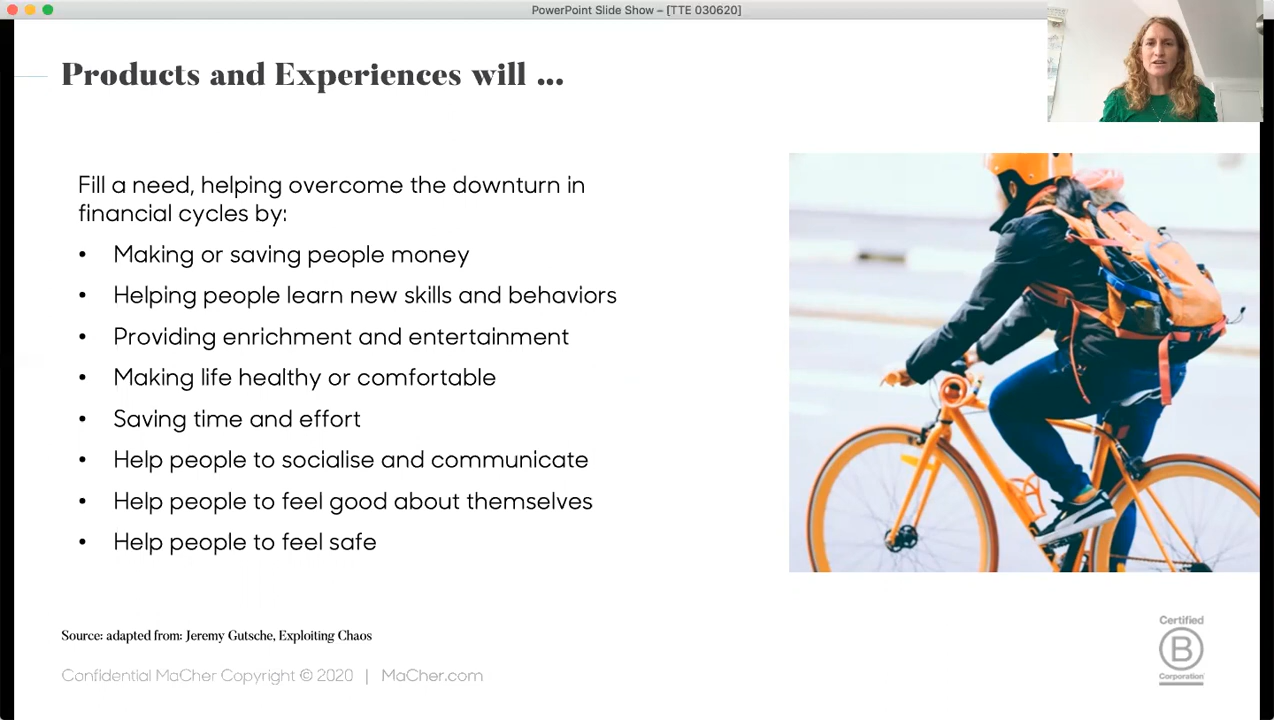 PowerPoint Slide Show – [TTE 030620]
Products and Experiences will ...
Fill a need, helping overcome the downturn in
financial cycles by:
• Making or saving people money
• Helping people learn new skills and behaviors
• Providing enrichment and entertainment
• Making life healthy or comfortable
• Saving time and effort
• Help people to socialise and communicate
• Help people to feel good about themselves
• Help people to feel safe
Source: adapted from: Jeremy Gutsche, Exploiting Chaos
Confidential MaCher Copyright © 2020 | MaCher.com
Certified
B
Corporation